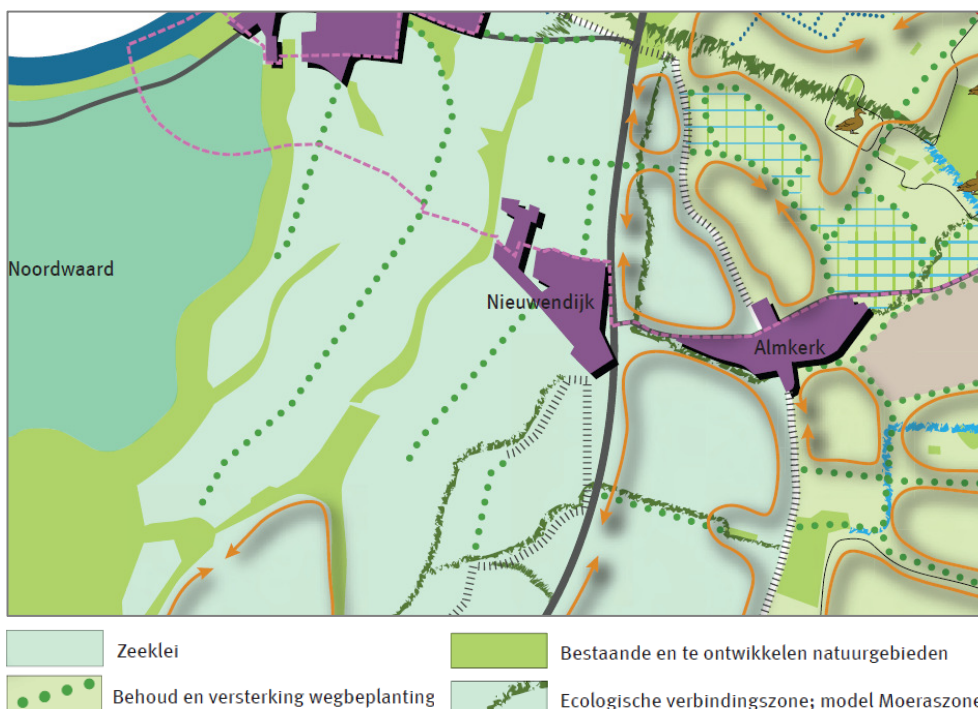 Noordwaard
Nieuwendijk
Almkerk
Zeeklei
Bestaande en te ontwikkelen natuurgebieden
Behoud en versterking wegbeplanting
Ecologische verbindingszone; model Moeraszone